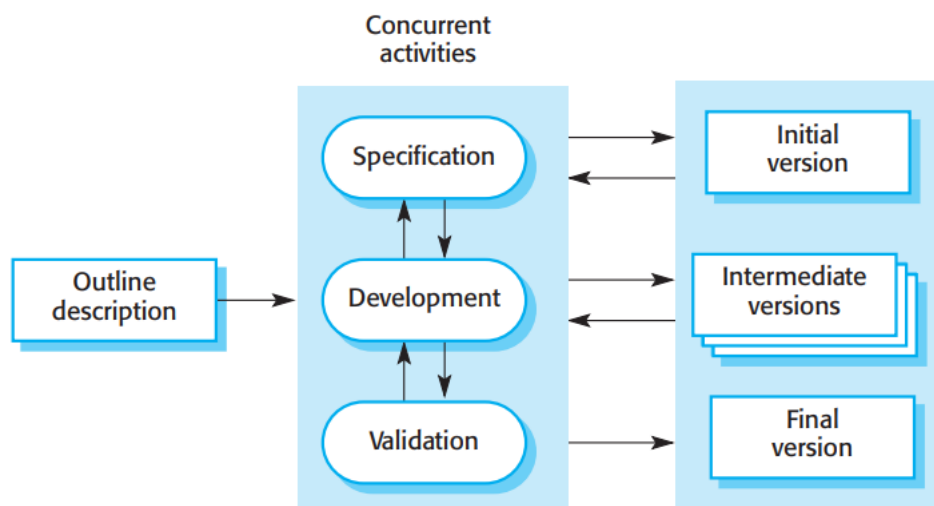 Concurrent
activities
Specification
Initial
version
Outline
description
Development
Intermediate
versions
Validation
Final
version